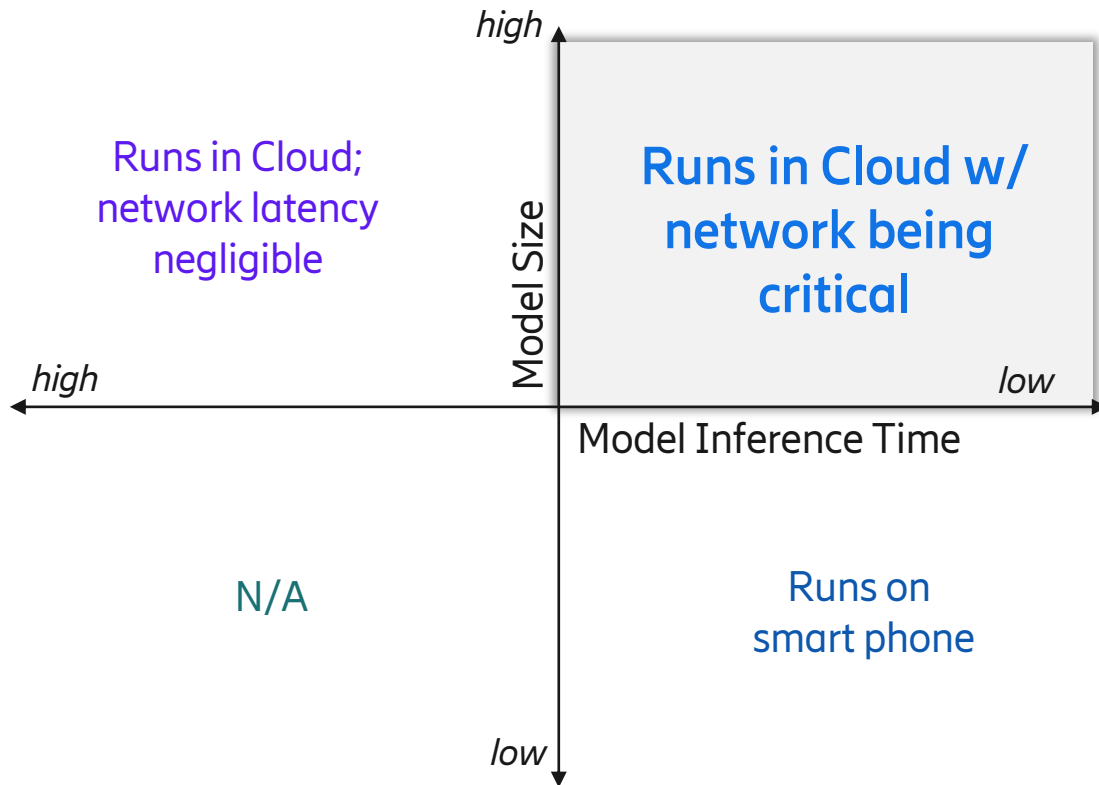 high
Runs in Cloud;
network latency
negligible
Model Size
Runs in Cloud w/
network being
critical
high
low
Model Inference Time
N/A
Runs on
smart phone
low